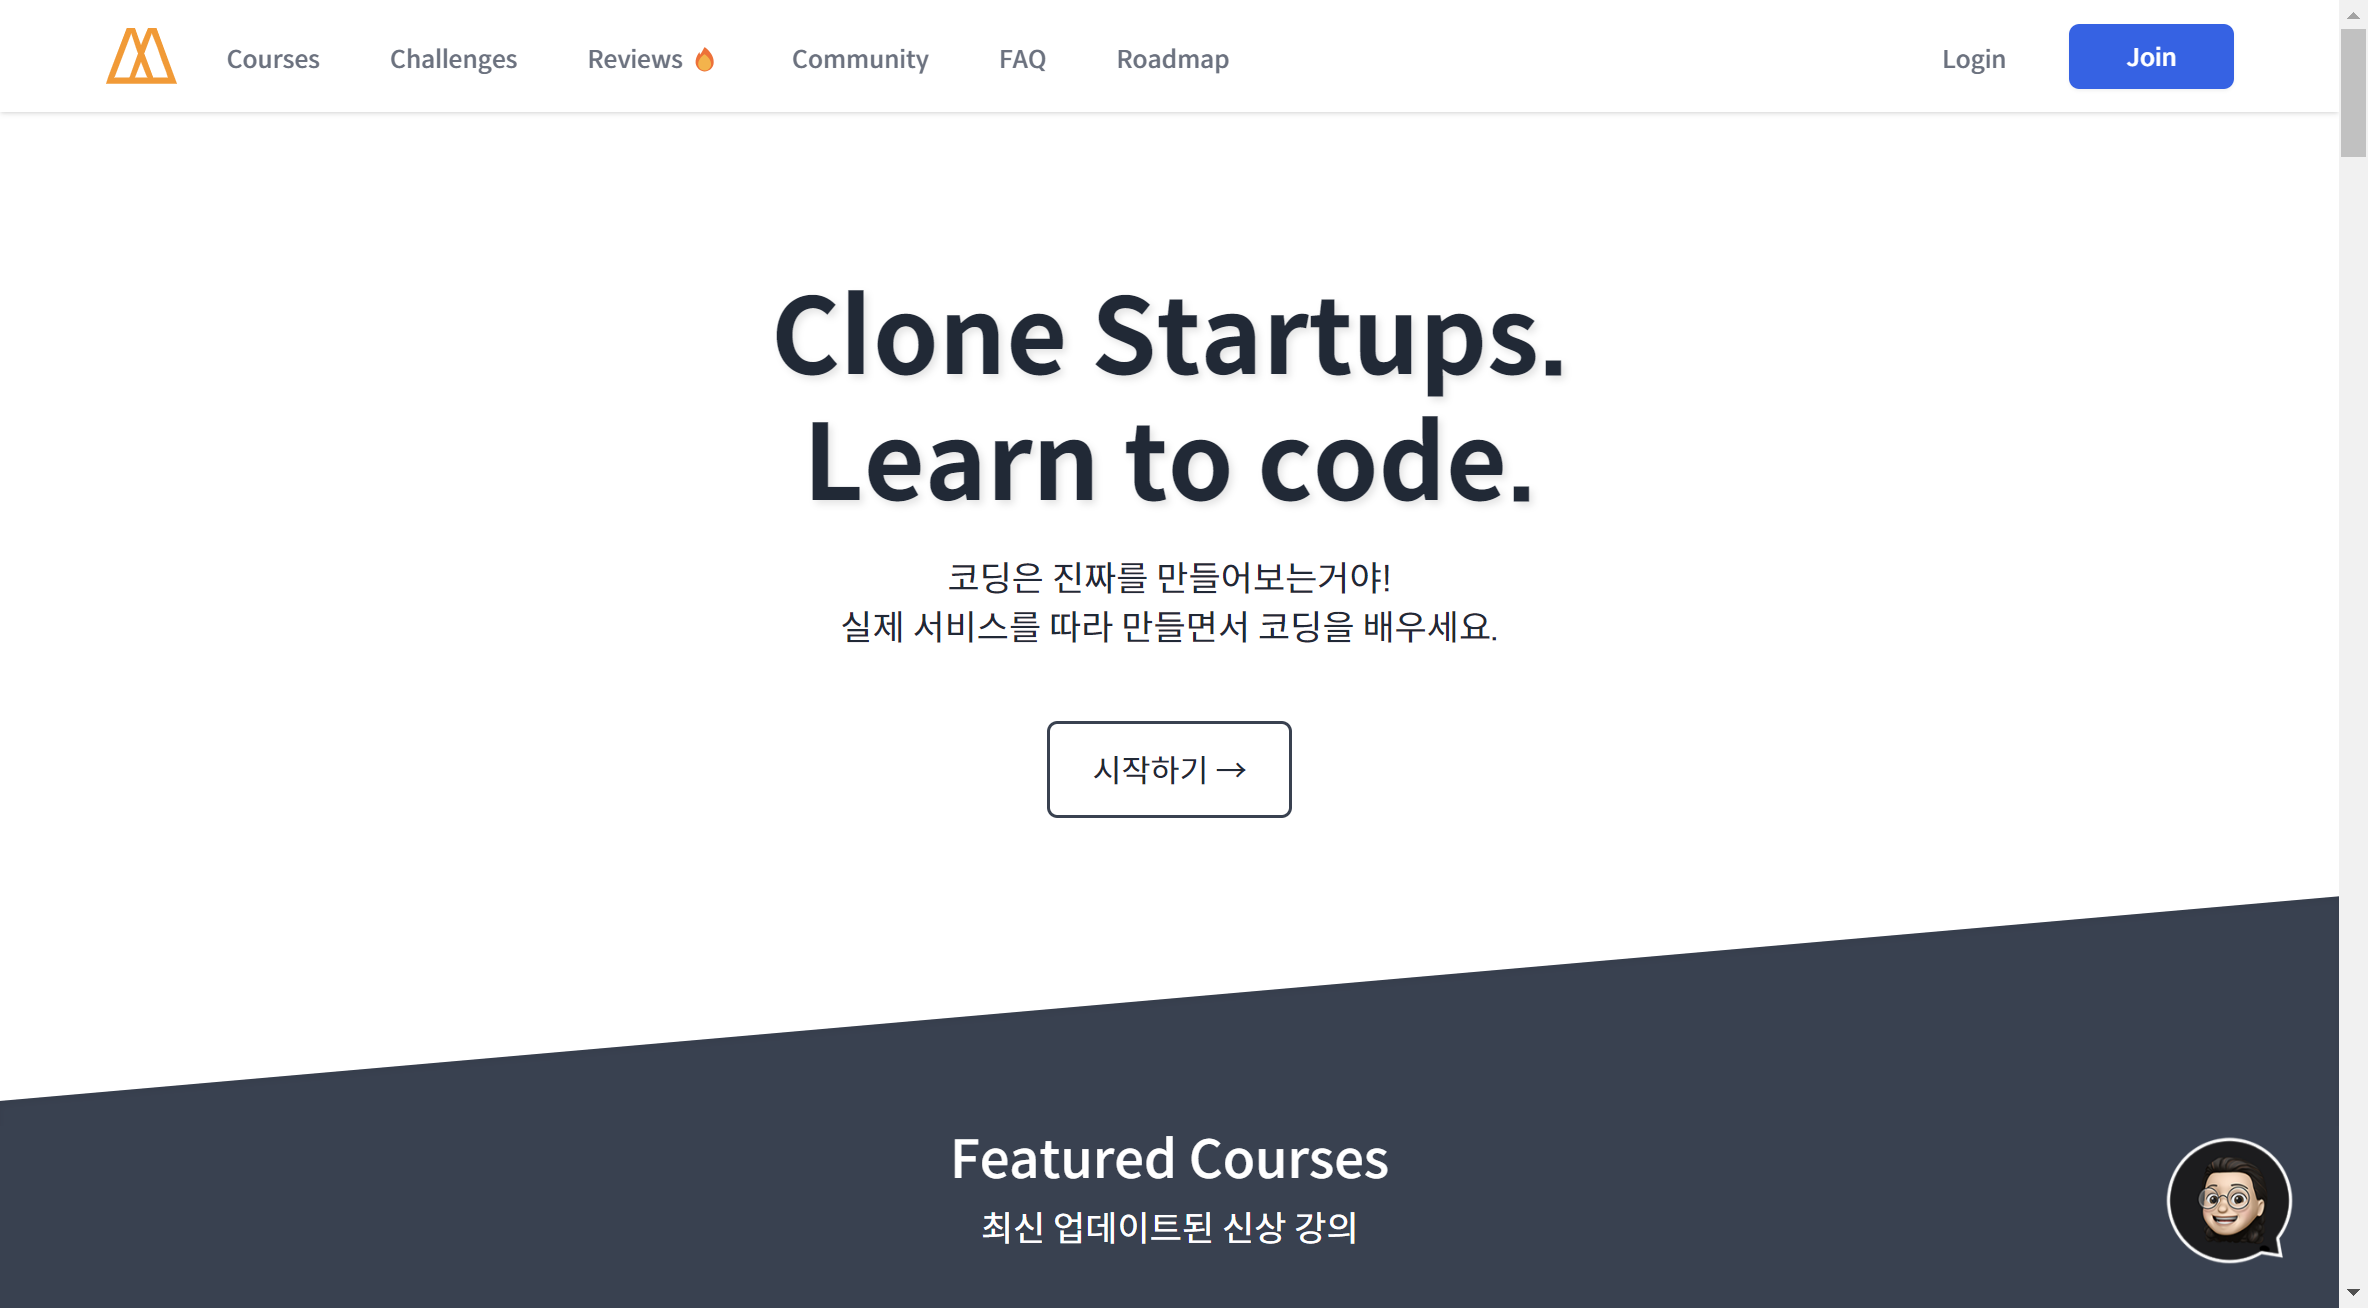 Courses Challenges Reviews 🔥 Community FAQ Roadmap Login Join
Clone Startups.
Learn to code.
코딩은 진짜를 만들어보는거야!
실제 서비스를 따라 만들면서 코딩을 배우세요.
시작하기 →
Featured Courses
최신 업데이트된 신상 강의